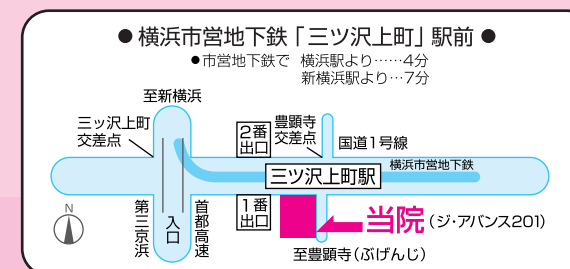 ●横浜市営地下鉄「三ツ沢上町」駅前●
●市営地下鉄で 横浜駅より……4分
新横浜駅より…7分
至新横浜
三ッ沢上町
交差点
2番
出口
豊顕寺
交差点
国道1号線
横浜市営地下鉄
三ツ沢上町駅
N
第三京浜
入口
首都高速
1番
出口
当院(ジ・アバンス201)
至豊顕寺(ぶげんじ)